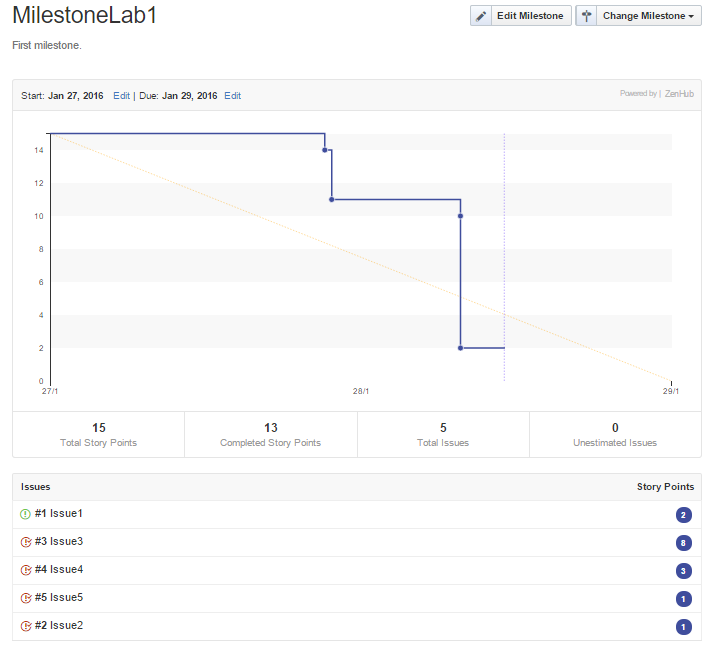 MilestoneLab1
Edit Milestone Change Milestone
First milestone.
Start: Jan 27, 2016 Edit | Due: Jan 29, 2016 Edit
Powered by | ZenHub
14
12
10
8
6
4
2
0
27/1 28/1 29/1
15 13 5 0
Total Story Points Completed Story Points Total Issues Unestimated Issues
Issues Story Points
#1 Issue1 2
#3 Issue3 8
#4 Issue4 3
#5 Issue5 1
#2 Issue2 1